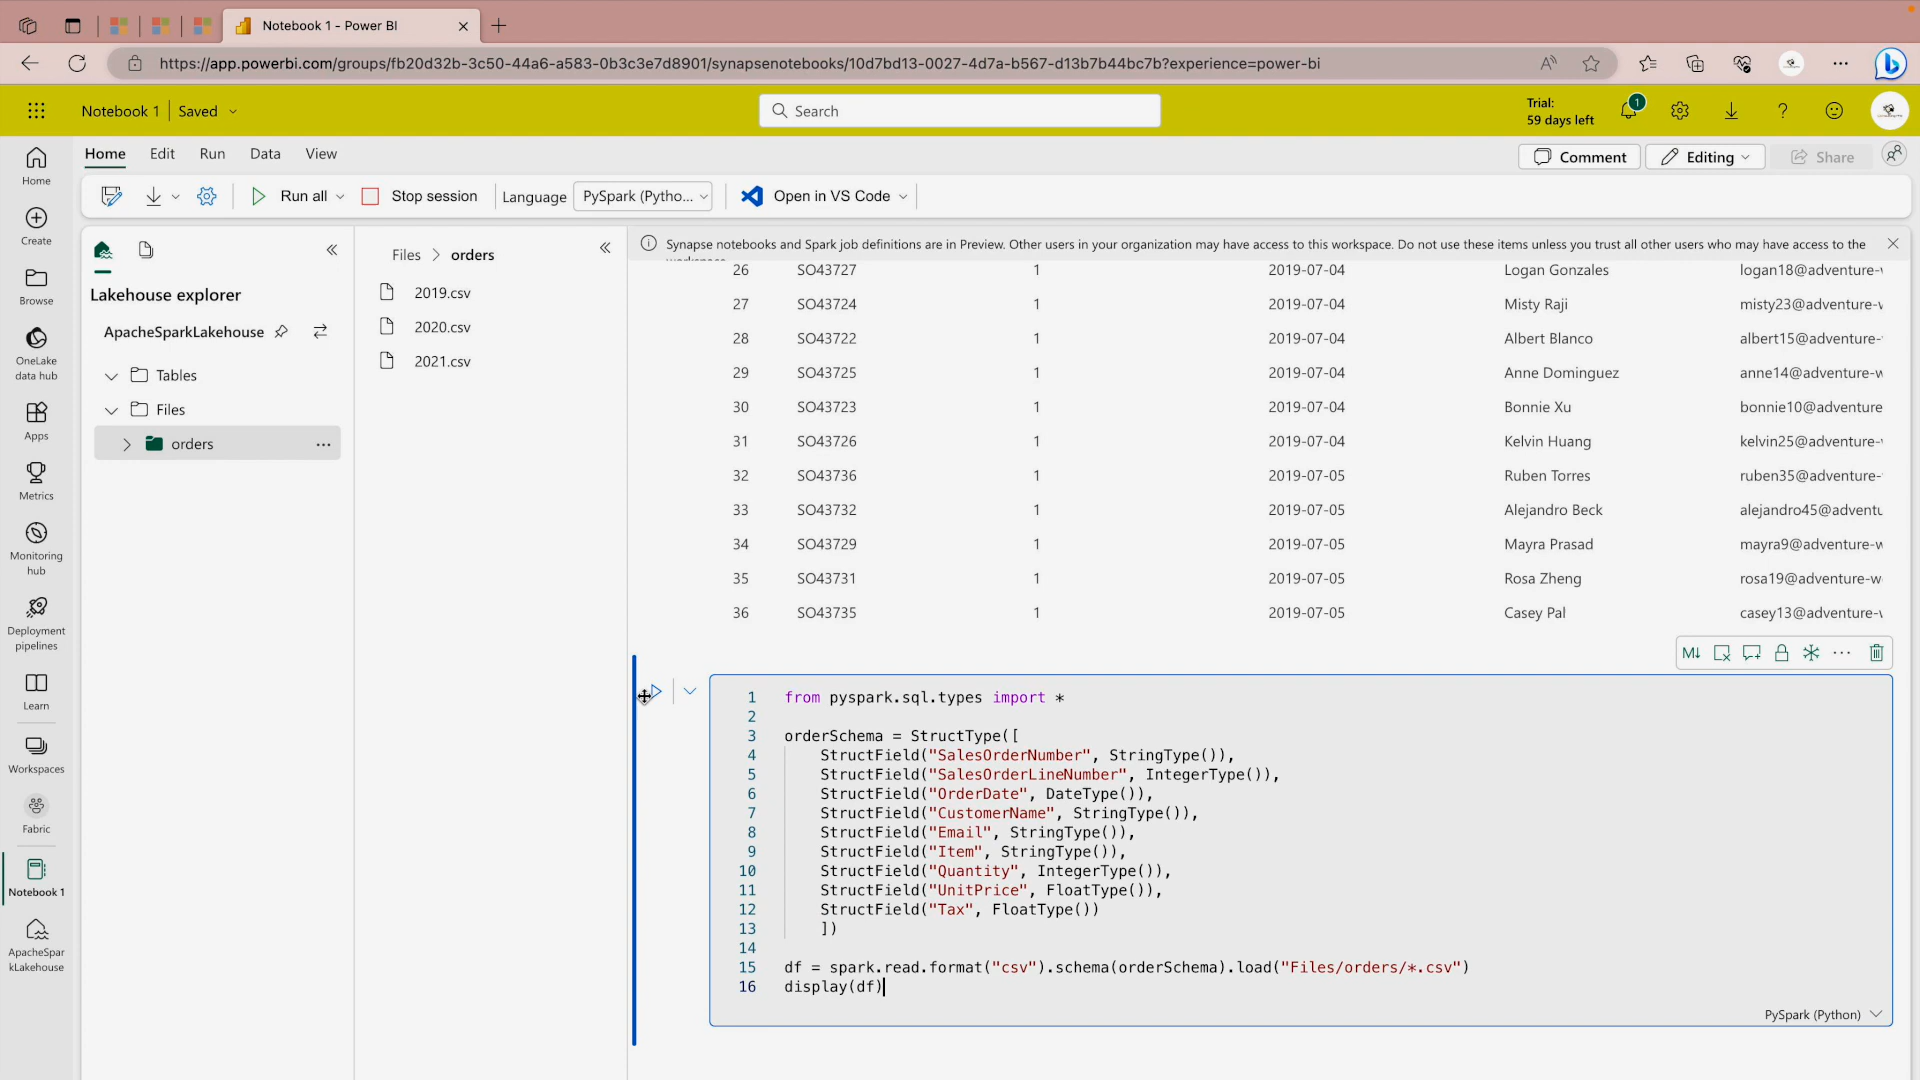 Notebook 1 - Power BI
https://app.powerbi.com/groups/fb20d32b-3c50-44a6-a583-0b3c3e7d8901/synapsenotebooks/10d7bd13-0027-4d7a-b567-d13b7b44bc7b?experience=power-bi
Notebook 1 | Saved
Search
Trial:
59 days left
1
Home Edit Run Data View
Comment
Editing
Share
Run all
Stop session
Language
PySpark (Pytho...
Open in VS Code
Home
Create
Browse
OneLake
data hub
Apps
Metrics
Monitoring
hub
Deployment
pipelines
Learn
Workspaces
Fabric
Notebook 1
ApacheSpar
kLakehouse
Lakehouse explorer
ApacheSparkLakehouse
Tables
Files
orders
Files > orders
2019.csv
2020.csv
2021.csv
Synapse notebooks and Spark job definitions are in Preview. Other users in your organization may have access to this workspace. Do not use these items unless you trust all other users who may have access to the
26 SO43727 1 2019-07-04 Logan Gonzales logan18@adventure-
27 SO43724 1 2019-07-04 Misty Raji misty23@adventure-
28 SO43722 1 2019-07-04 Albert Blanco albert15@adventure-
29 SO43725 1 2019-07-04 Anne Dominguez anne14@adventure-w
30 SO43723 1 2019-07-04 Bonnie Xu bonnie10@adventure
31 SO43726 1 2019-07-04 Kelvin Huang kelvin25@adventure-
32 SO43736 1 2019-07-05 Ruben Torres ruben35@adventure-
33 SO43732 1 2019-07-05 Alejandro Beck alejandro45@adventu
34 SO43729 1 2019-07-05 Mayra Prasad mayra9@adventure-w
35 SO43731 1 2019-07-05 Rosa Zheng rosa19@adventure-w
36 SO43735 1 2019-07-05 Casey Pal casey13@adventure-
M↓
1 from pyspark.sql.types import *
2
3 orderSchema = StructType([
4 StructField("SalesOrderNumber", StringType()),
5 StructField("SalesOrderLineNumber", IntegerType()),
6 StructField("OrderDate", DateType()),
7 StructField("CustomerName", StringType()),
8 StructField("Email", StringType()),
9 StructField("Item", StringType()),
10 StructField("Quantity", IntegerType()),
11 StructField("UnitPrice", FloatType()),
12 StructField("Tax", FloatType())
13 ])
14
15 df = spark.read.format("csv").schema(orderSchema).load("Files/orders/*.csv")
16 display(df)
PySpark (Python)